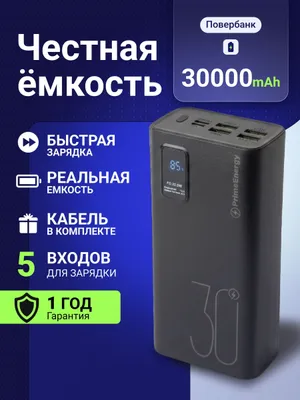 Повербанк
Честная
ёмкость
30000mAh
БЫСТРАЯ
ЗАРЯДКА
РЕАЛЬНАЯ
ЕМКОСТЬ
КАБЕЛЬ
В КОМПЛЕКТЕ
5 ВХОДОВ
ДЛЯ ЗАРЯДКИ
1 ГОД
Гарантия
85%
PrimeEnergy
30